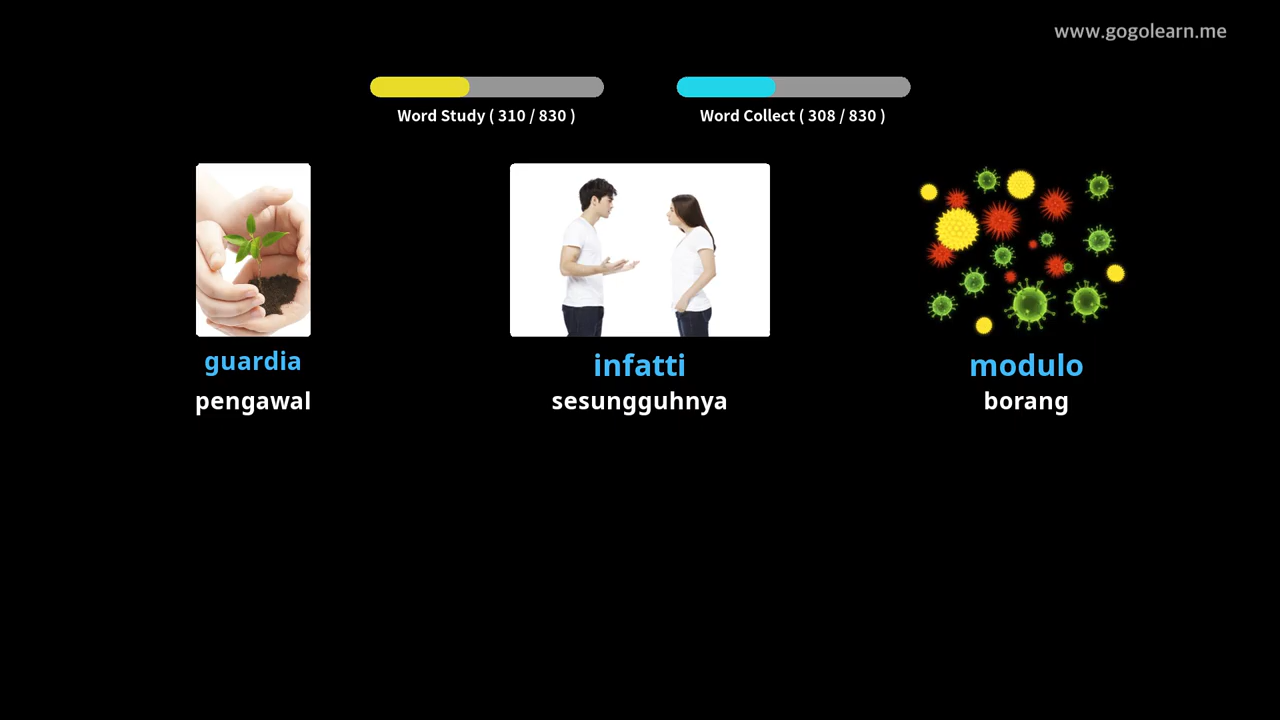 www.gogolearn.me
Word Study ( 310 / 830 )
Word Collect ( 308 / 830 )
guardia
pengawal
infatti
sesungguhnya
modulo
borang